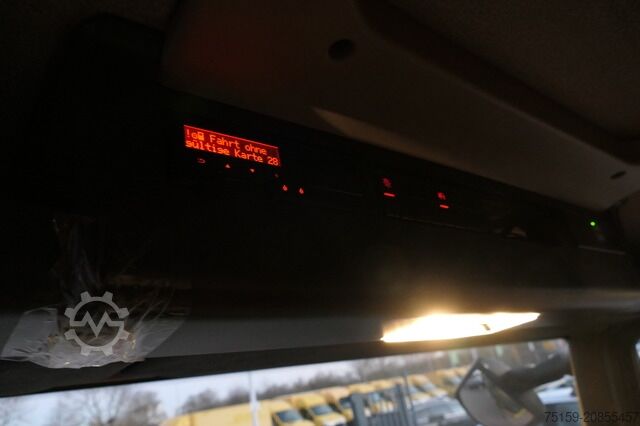 !⊙ Fahrt ohne
gültige Karte 28
75159-20855457